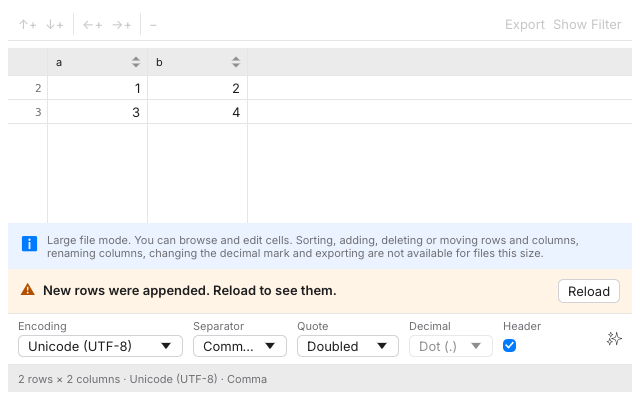 ↑+ ↓+ ←+ →+ − Export Show Filter
a b
2 1 2
3 3 4
Large file mode. You can browse and edit cells. Sorting, adding, deleting or moving rows and columns,
renaming columns, changing the decimal mark and exporting are not available for files this size.
New rows were appended. Reload to see them. Reload
Encoding Separator Quote Decimal Header
Unicode (UTF-8) Comm... Doubled Dot (.)
2 rows × 2 columns · Unicode (UTF-8) · Comma